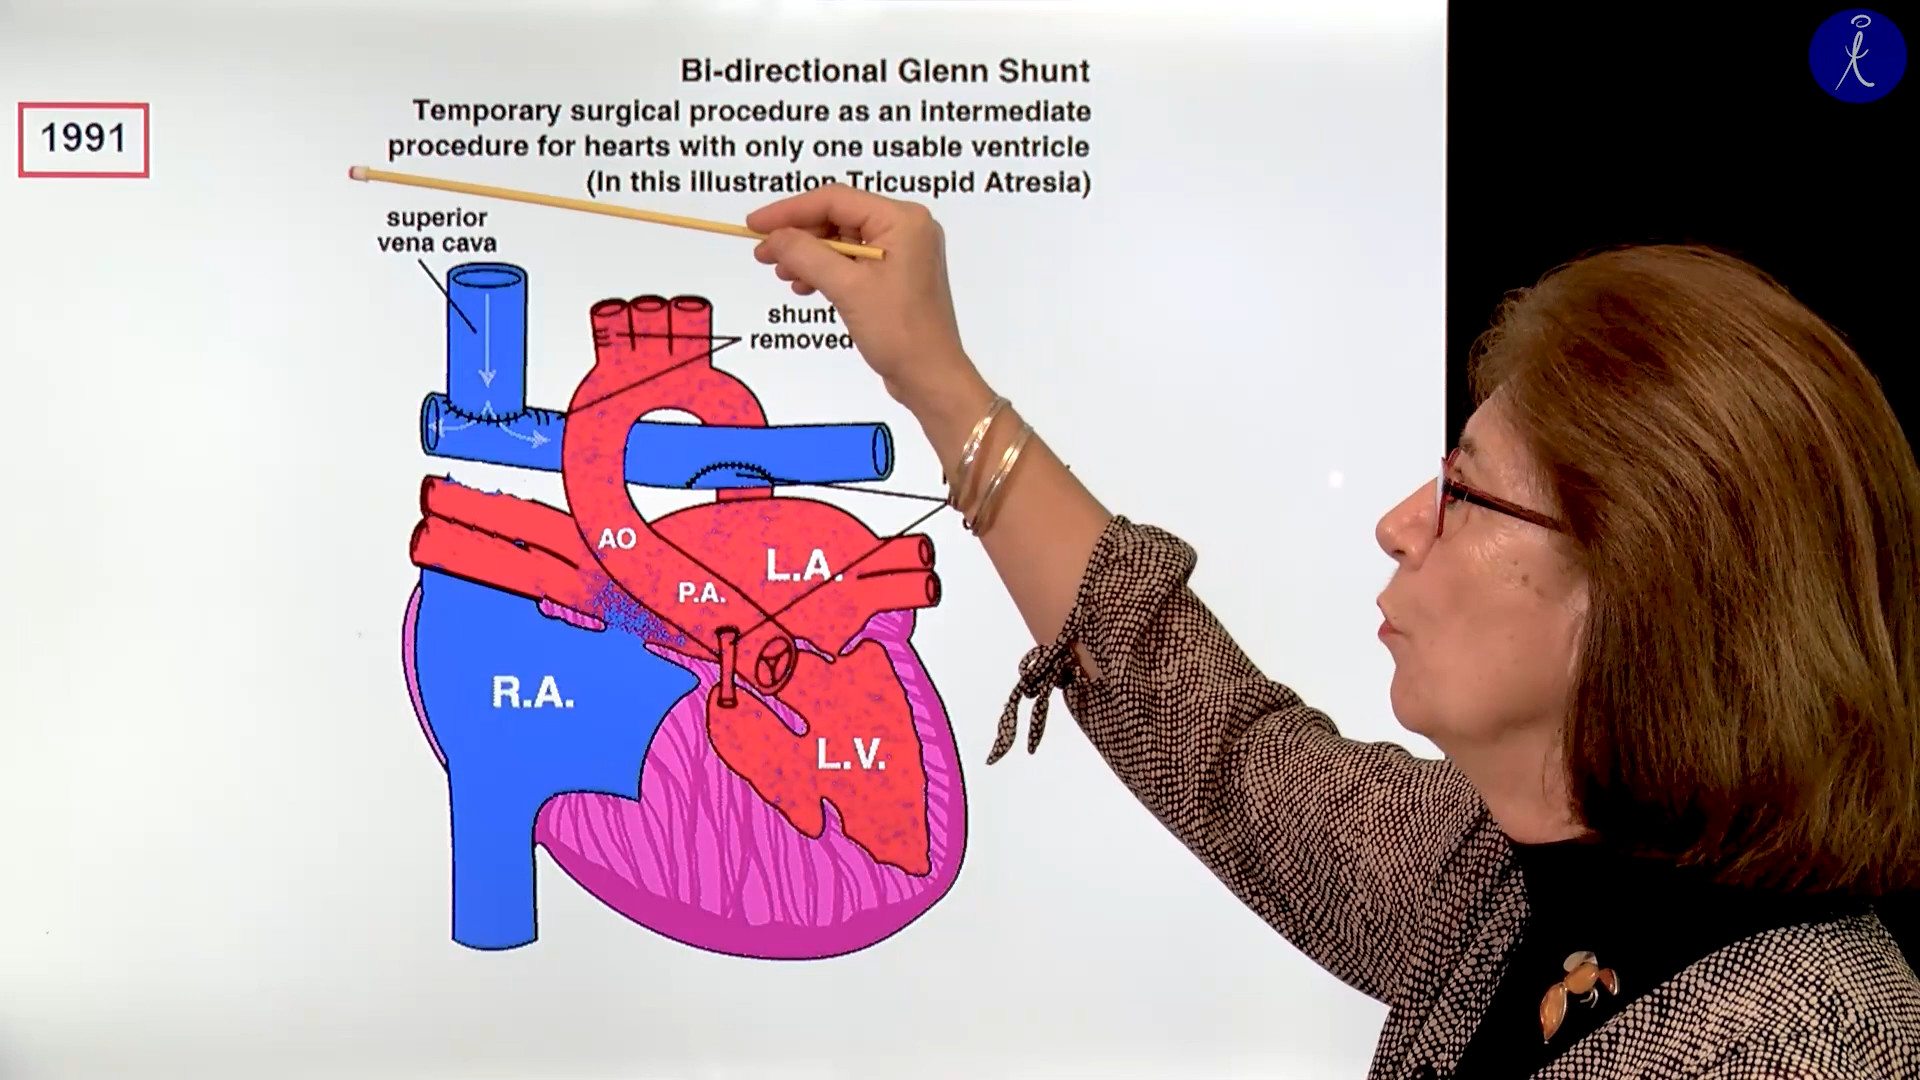 1991
Bi-directional Glenn Shunt
Temporary surgical procedure as an intermediate
procedure for hearts with only one usable ventricle
(In this illustration Tricuspid Atresia)
superior
vena cava
shunt
removed
AO
L.A.
P.A.
R.A.
L.V.